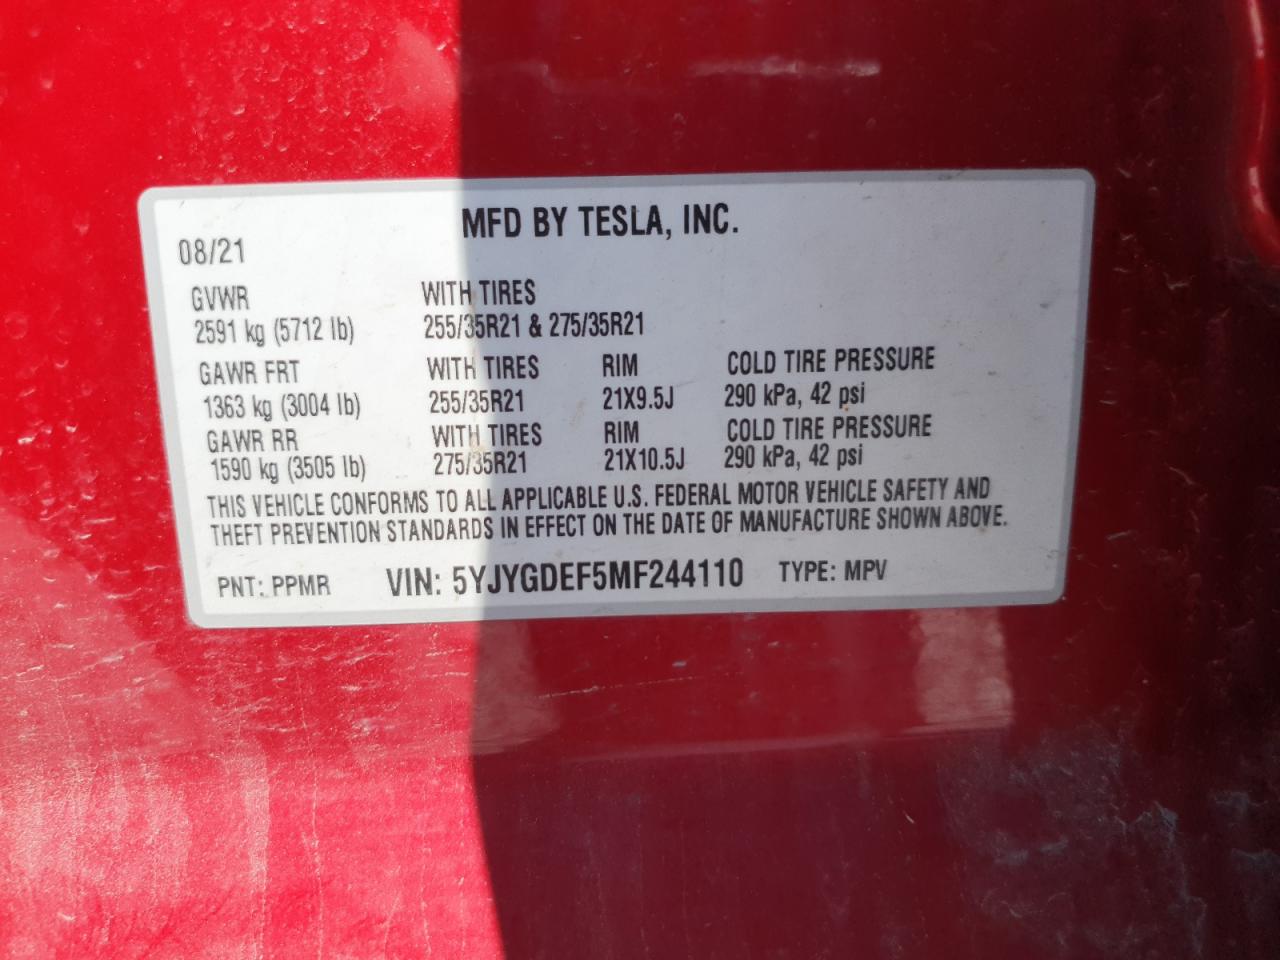 MFD BY TESLA, INC.
08/21
GVWR WITH TIRES
2591 kg (5712 lb) 255/35R21 & 275/35R21
GAWR FRT WITH TIRES RIM COLD TIRE PRESSURE
1363 kg (3004 lb) 255/35R21 21X9.5J 290 kPa, 42 psi
GAWR RR WITH TIRES RIM COLD TIRE PRESSURE
1590 kg (3505 lb) 275/35R21 21X10.5J 290 kPa, 42 psi
THIS VEHICLE CONFORMS TO ALL APPLICABLE U.S. FEDERAL MOTOR VEHICLE SAFETY AND
THEFT PREVENTION STANDARDS IN EFFECT ON THE DATE OF MANUFACTURE SHOWN ABOVE.
PNT: PPMR VIN: 5YJYGDEF5MF244110 TYPE: MPV